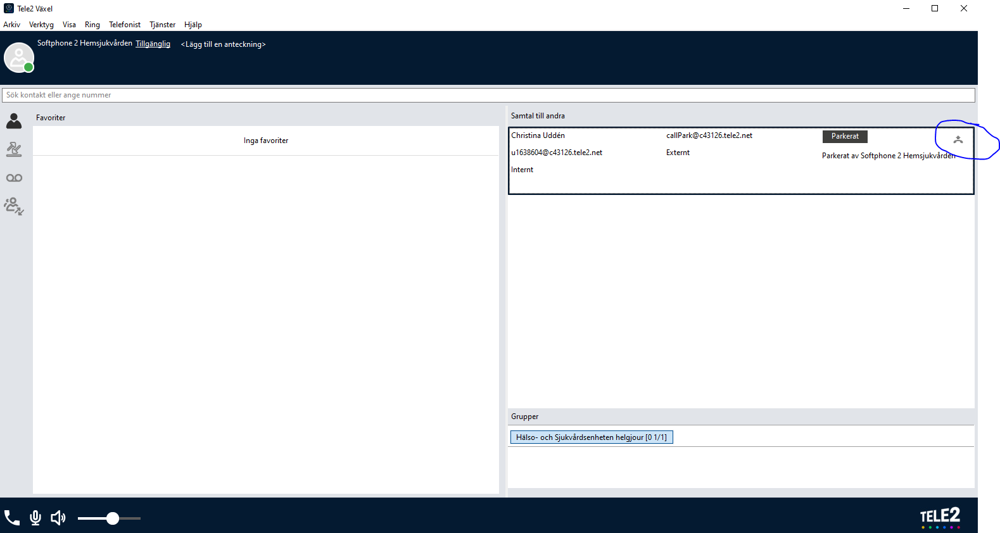 Tele2 Växel
Arkiv Verktyg Visa Ring Telefonist Tjänster Hjälp
Softphone 2 Hemsjukvården Tillgänglig <Lägg till en anteckning>
Sök kontakt eller ange nummer
Favoriter
Inga favoriter
Samtal till andra
Christina Uddén callPark@c43126.tele2.net Parkerat
u1638604@c43126.tele2.net Externt Parkerat av Softphone 2 Hemsjukvården
Internt
Grupper
Hälso- och Sjukvårdsenheten helgjour [0 1/1]
TELE2